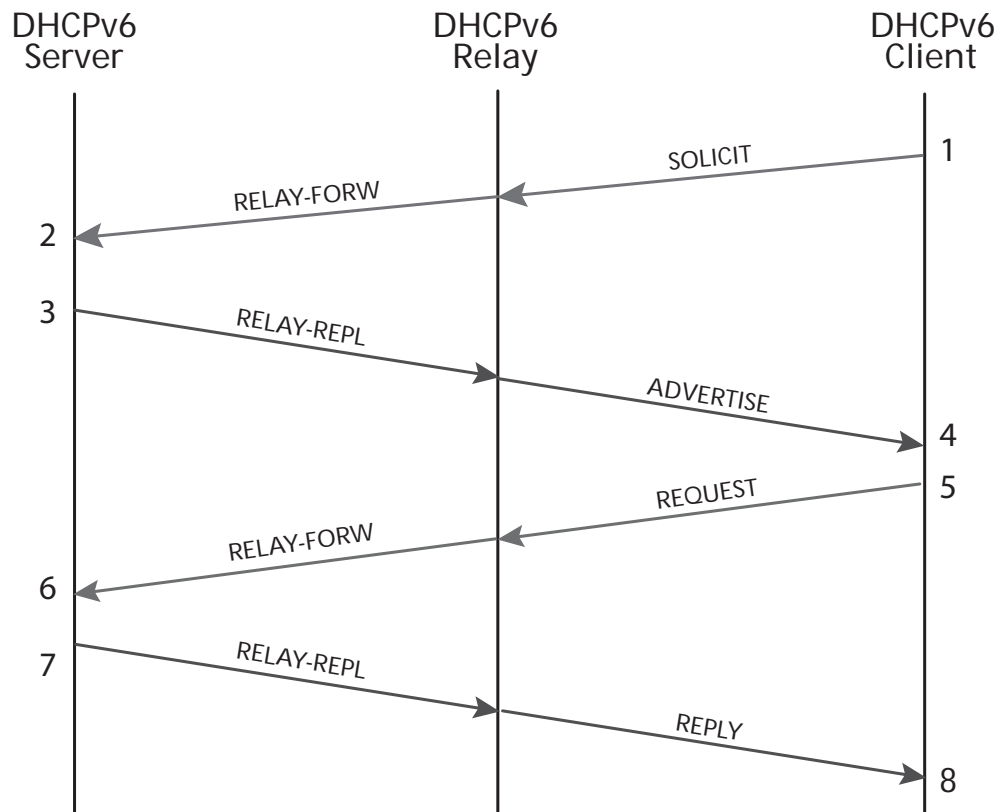 DHCPv6
Server
DHCPv6
Relay
DHCPv6
Client
1
SOLICIT
RELAY-FORW
2
3
RELAY-REPL
ADVERTISE
4
5
REQUEST
RELAY-FORW
6
7
RELAY-REPL
REPLY
8